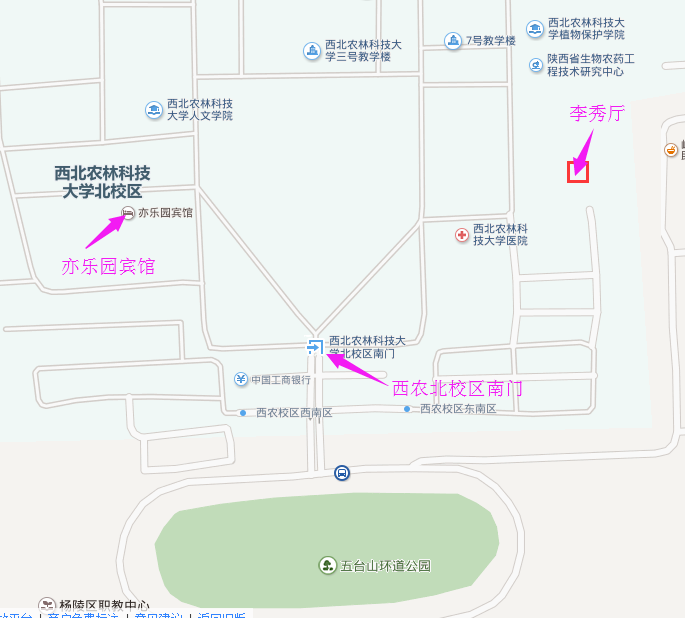 西北农林科技大
学植物保护学院
西北农林科技大
学三号教学楼
7号教学楼
陕西省生物农药工
程技术研究中心
李秀厅
西北农林科技
大学人文学院
西北农林科技
大学北校区
亦乐园宾馆
西北农林科
技大学医院
亦乐园宾馆
西北农林科技大
学北校区南门
中国工商银行
西农北校区南门
西农校区西南区
西农校区东南区
五台山环道公园
杨陵区职教中心